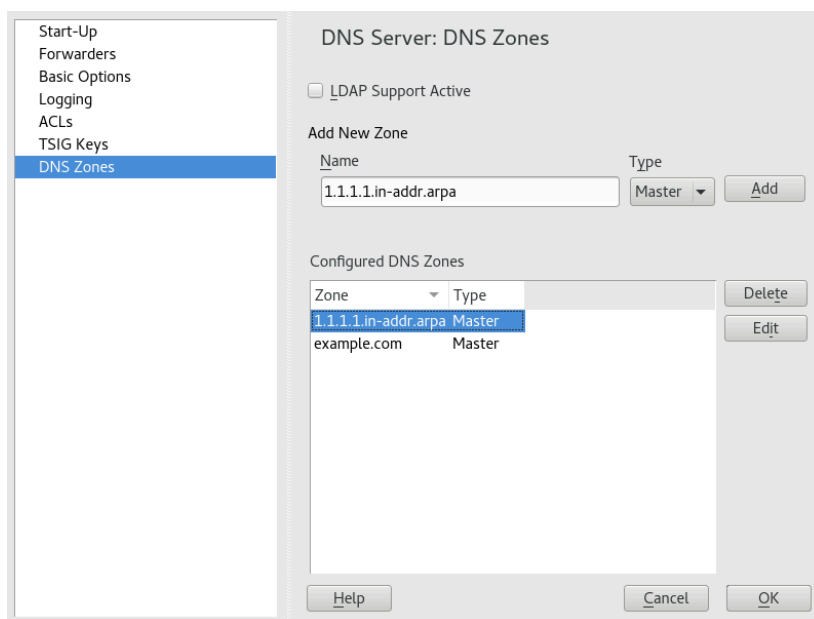 Start-Up
Forwarders
Basic Options
Logging
ACLs
TSIG Keys
DNS Zones
DNS Server: DNS Zones
LDAP Support Active
Add New Zone
Name Type
1.1.1.1.in-addr.arpa Master Add
Configured DNS Zones
Zone Type
1.1.1.1.in-addr.arpa Master
example.com Master
Delete
Edit
Help Cancel OK